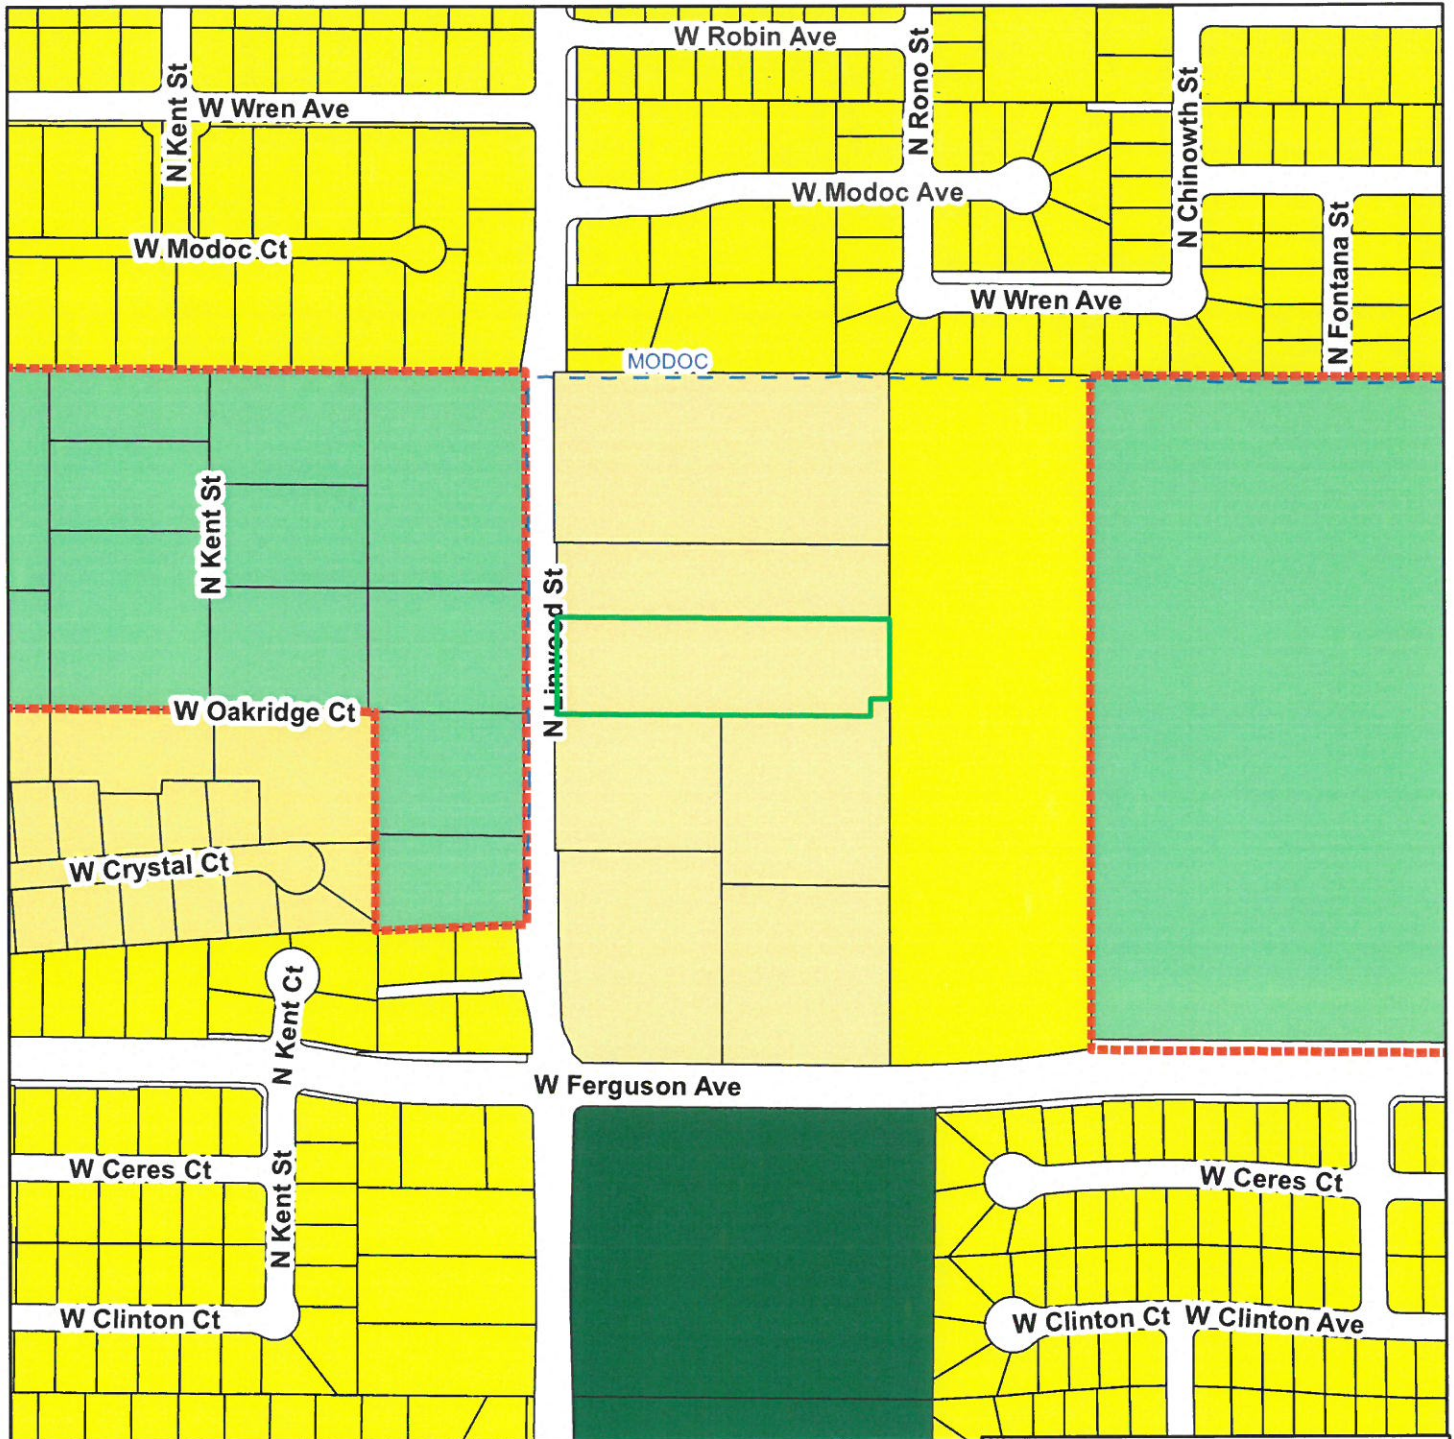 W Robin Ave
N Rono St
N Kent St
W Wren Ave
N Chinowth St
W Modoc Ave
W Modoc Ct
N Fontana St
W Wren Ave
MODOC
N Kent St
N Linwood St
W Oakridge Ct
W Crystal Ct
N Kent Ct
W Ferguson Ave
W Ceres Ct
N Kent St
W Ceres Ct
W Clinton Ct
W Clinton Ct
W Clinton Ave